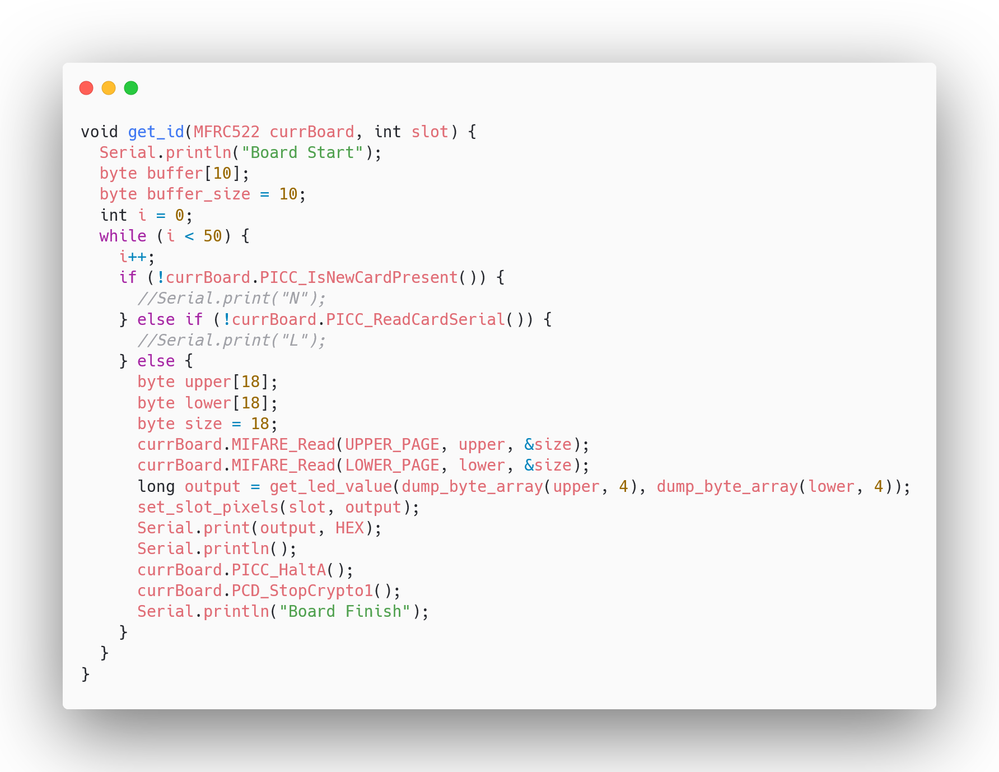 void get_id(MFRC522 currBoard, int slot) {
  Serial.println("Board Start");
  byte buffer[10];
  byte buffer_size = 10;
  int i = 0;
  while (i < 50) {
    i++;
    if (!currBoard.PICC_IsNewCardPresent()) {
      //Serial.print("N");
    } else if (!currBoard.PICC_ReadCardSerial()) {
      //Serial.print("L");
    } else {
      byte upper[18];
      byte lower[18];
      byte size = 18;
      currBoard.MIFARE_Read(UPPER_PAGE, upper, &size);
      currBoard.MIFARE_Read(LOWER_PAGE, lower, &size);
      long output = get_led_value(dump_byte_array(upper, 4), dump_byte_array(lower, 4));
      set_slot_pixels(slot, output);
      Serial.print(output, HEX);
      Serial.println();
      currBoard.PICC_HaltA();
      currBoard.PCD_StopCrypto1();
      Serial.println("Board Finish");
    }
  }
}